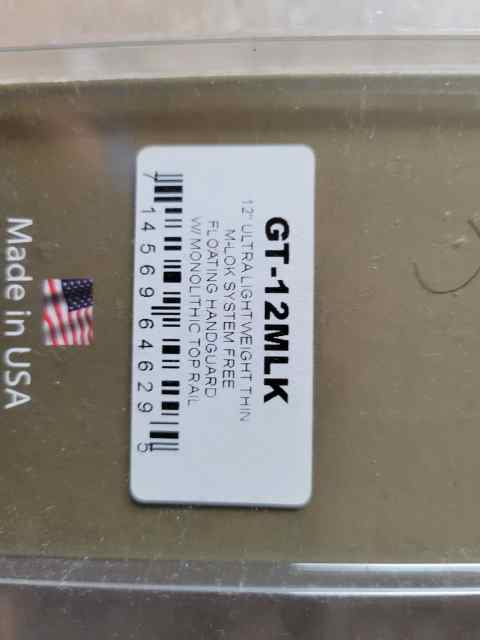 GT-12MLK
12" ULTRA LIGHTWEIGHT THIN
M-LOK SYSTEM FREE
FLOATING HANDGUARD
W/ MONOLITHIC TOP RAIL
7 14569 64629 5
Made in USA